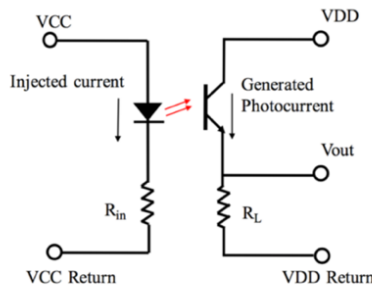 VCC
VDD
Injected current
Generated
Photocurrent
Vout
Rin
RL
VCC Return
VDD Return